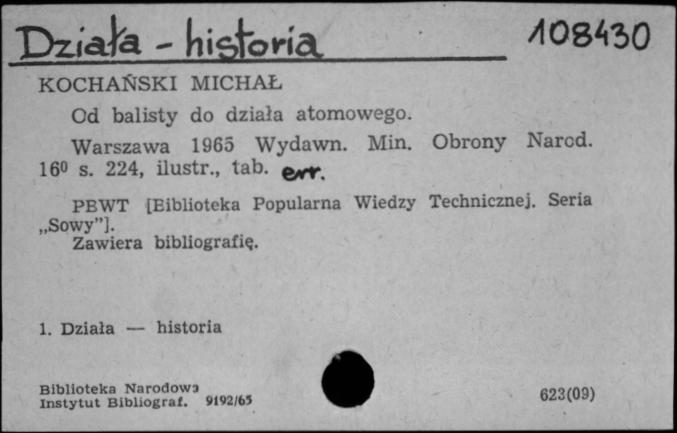 Działa - historia 108430
KOCHAŃSKI MICHAŁ
Od balisty do działa atomowego.
Warszawa 1965 Wydawn. Min. Obrony Narod.
16⁰ s. 224, ilustr., tab. err.
PBWT [Biblioteka Popularna Wiedzy Technicznej. Seria
„Sowy”].
Zawiera bibliografię.
1. Działa — historia
Biblioteka Narodowa
Instytut Bibliograf. 9192/65
623(09)